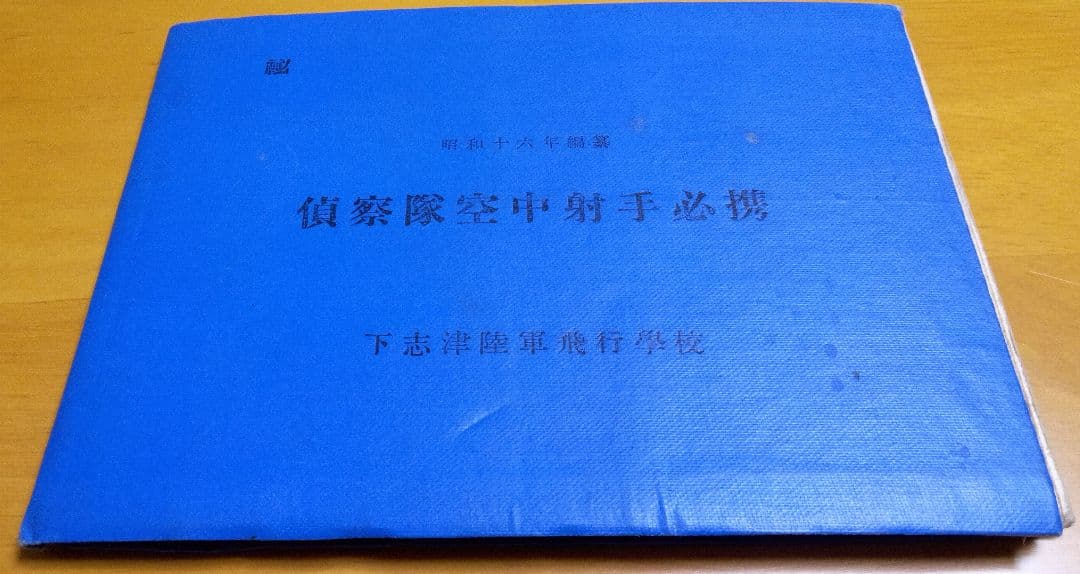 昭和十六年編纂
偵察隊空中射手必携
下志津陸軍飛行學校